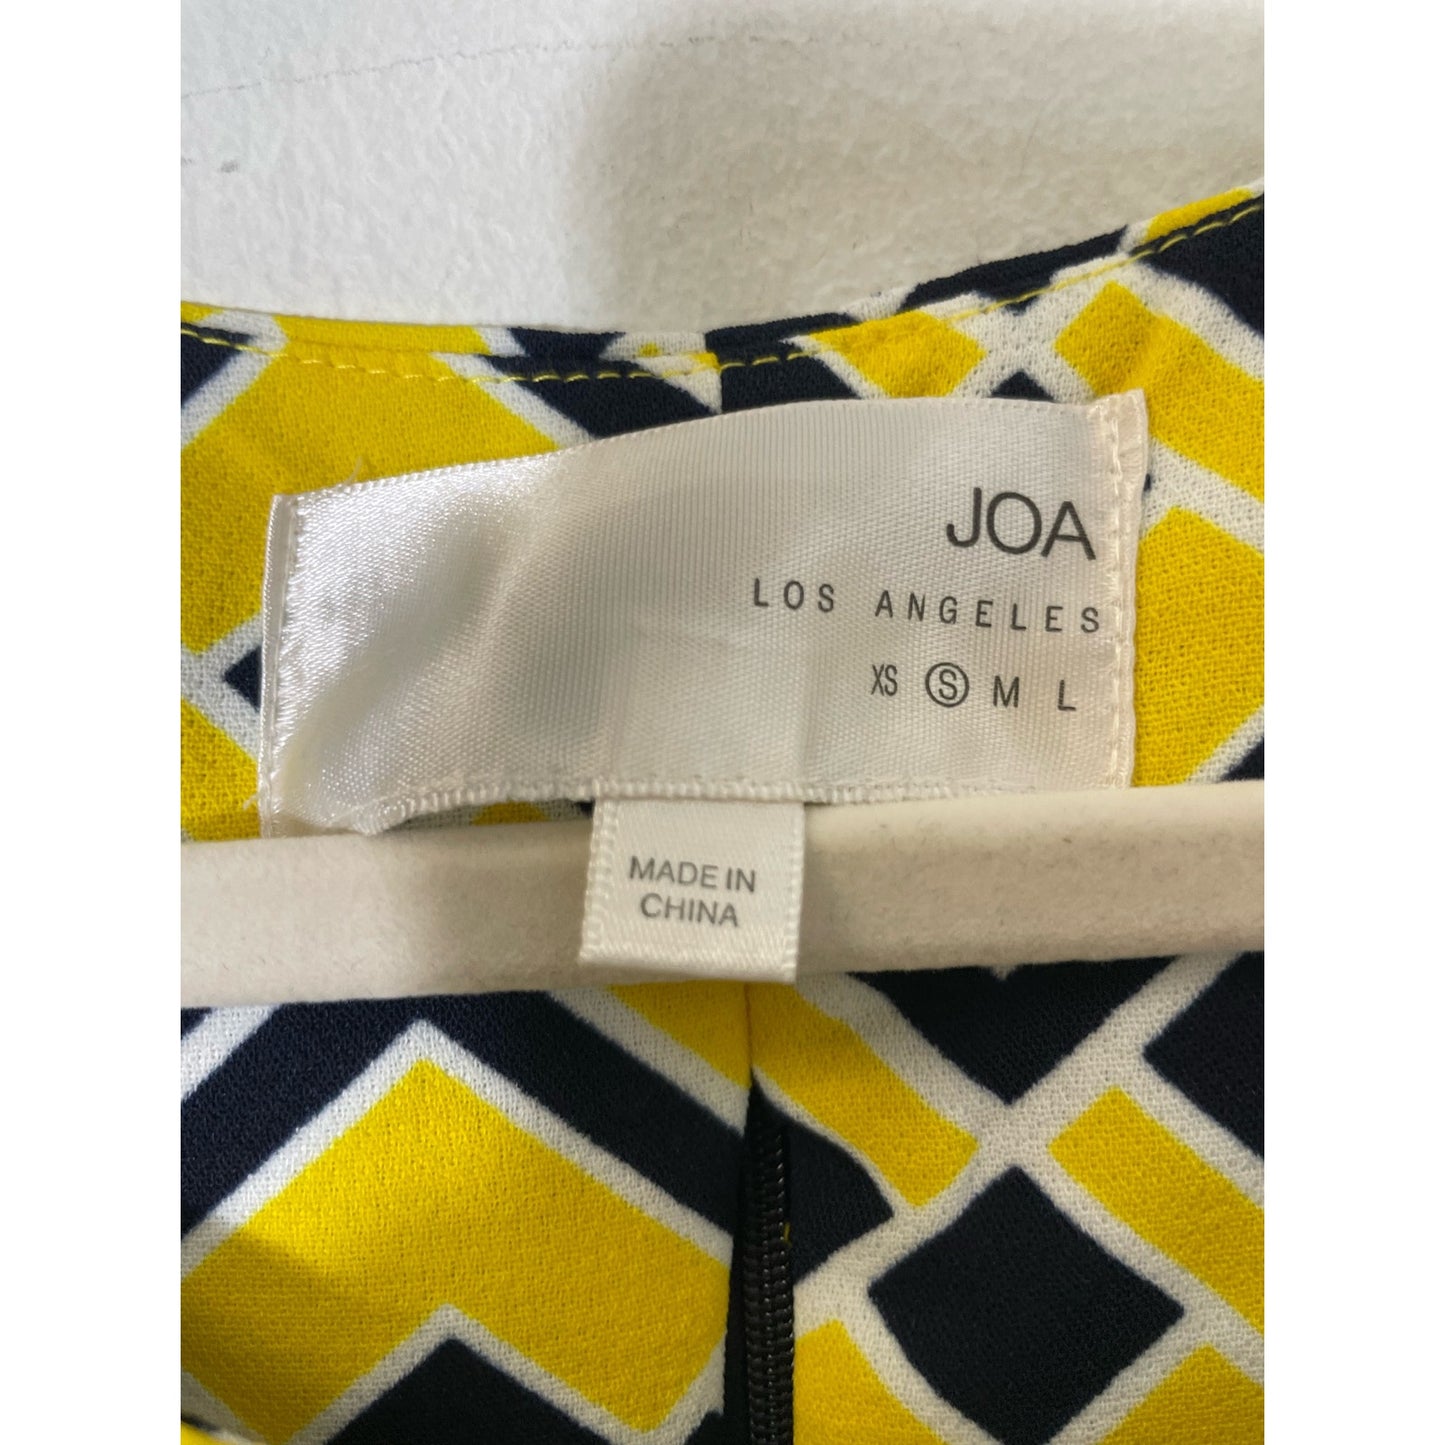 JOA
LOS ANGELES
XS Ⓢ M L
MADE IN
CHINA